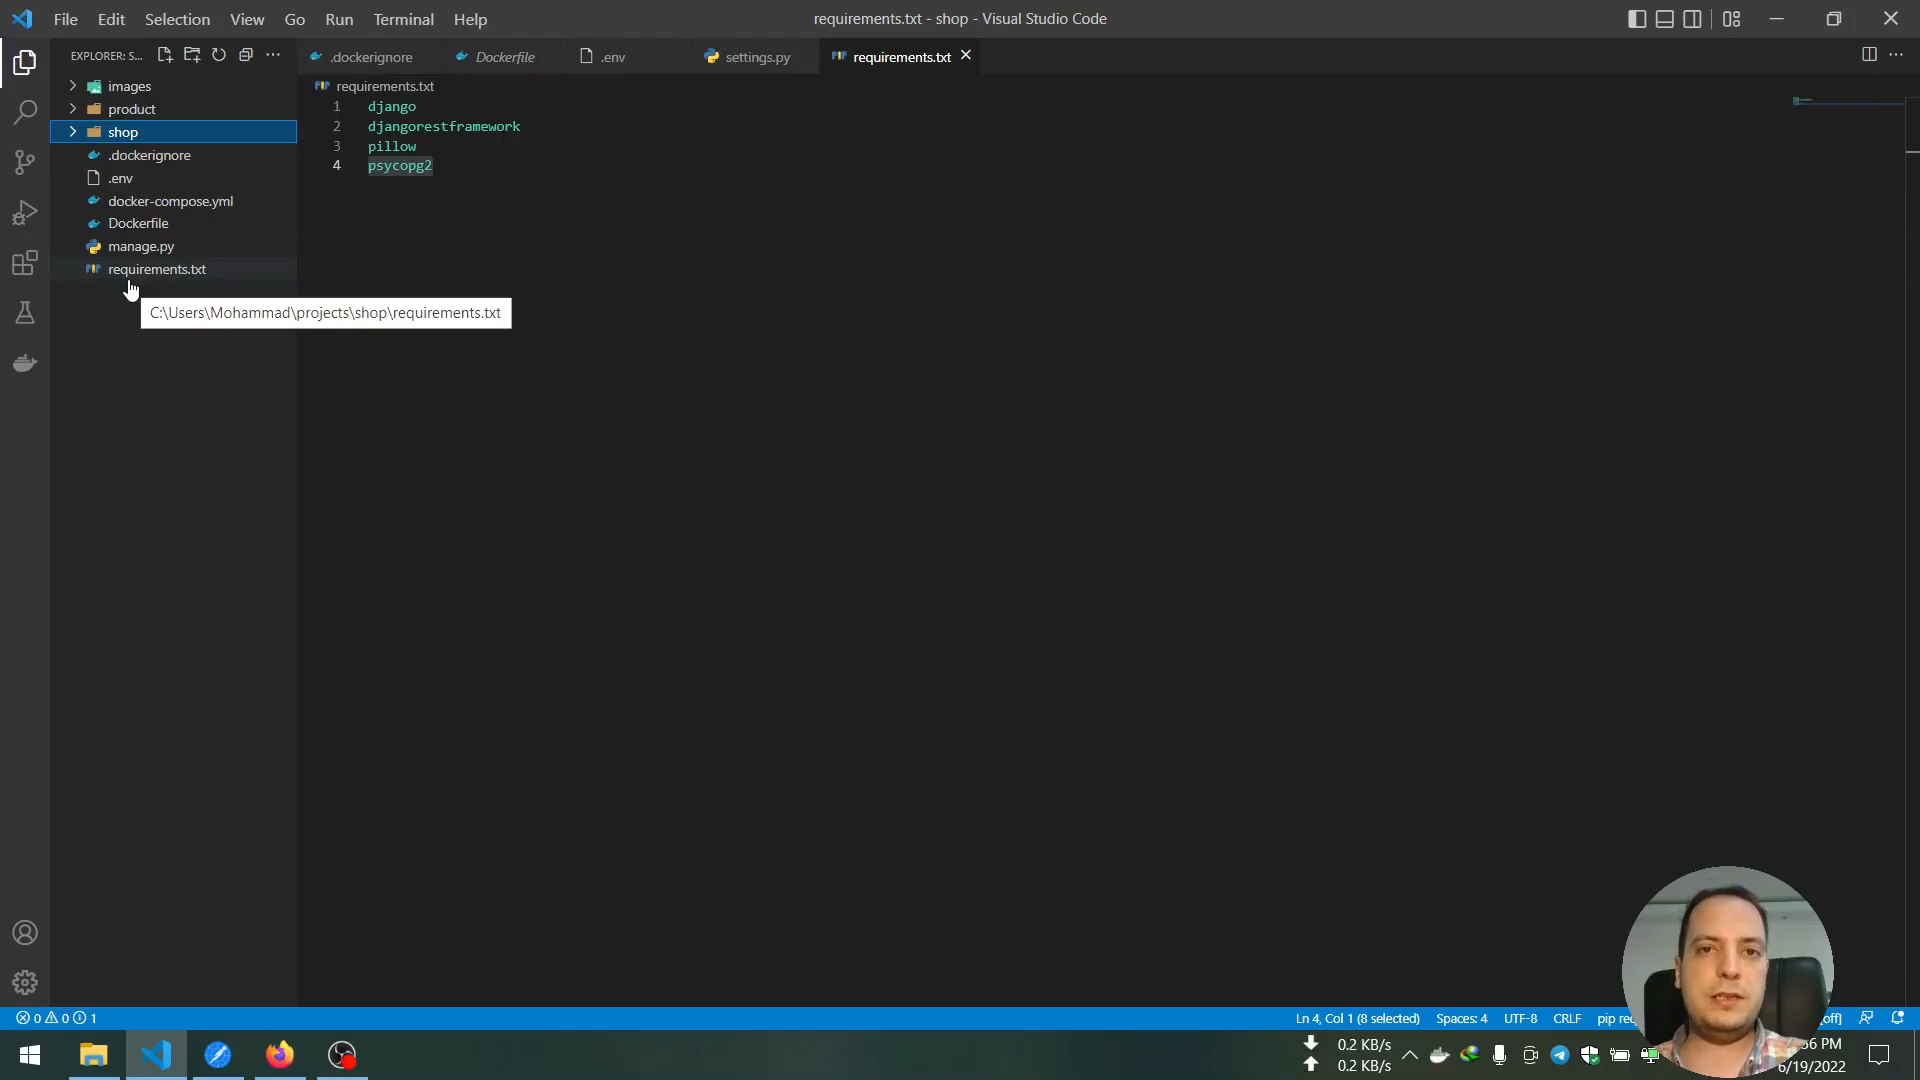 File Edit Selection View Go Run Terminal Help
requirements.txt - shop - Visual Studio Code
EXPLORER: S...
.dockerignore
Dockerfile
.env
settings.py
requirements.txt
images
product
shop
.dockerignore
.env
docker-compose.yml
Dockerfile
manage.py
requirements.txt
C:\Users\Mohammad\projects\shop\requirements.txt
requirements.txt
1 django
2 djangorestframework
3 pillow
4 psycopg2
0 0 1
Ln 4, Col 1 (8 selected) Spaces: 4 UTF-8 CRLF pip
0.2 KB/s
0.2 KB/s
PM
6/19/2022